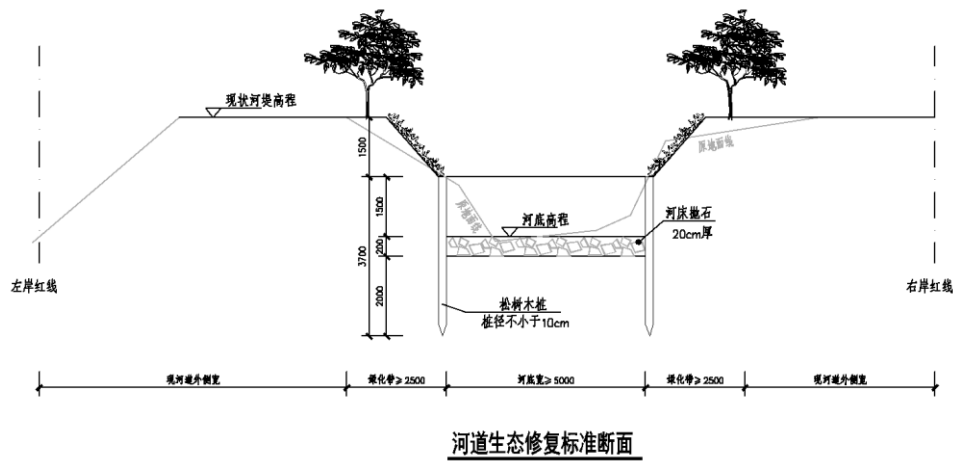 现状河堤高程
原地面线
1500
1500
原地面线
河底高程
河床抛石
20cm厚
200
3700
2000
左岸红线
右岸红线
松树木桩
桩径不小于10cm
现河道外侧宽
绿化带≥2500
河底宽≥5000
绿化带≥2500
现河道外侧宽
河道生态修复标准断面